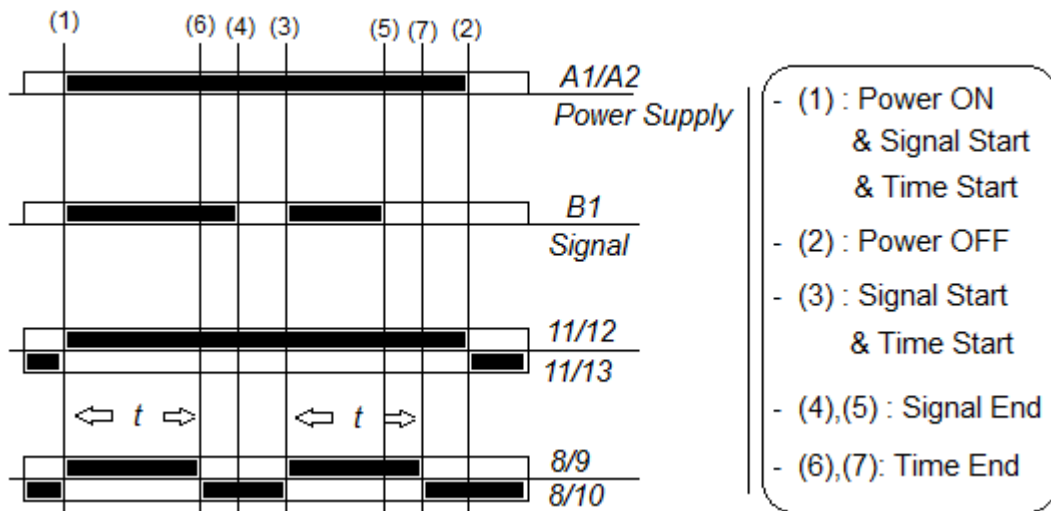 (1) (6) (4) (3) (5) (7) (2)
A1/A2
Power Supply
B1
Signal
11/12
11/13
t t
8/9
8/10
- (1) : Power ON
& Signal Start
& Time Start
- (2) : Power OFF
- (3) : Signal Start
& Time Start
- (4),(5) : Signal End
- (6),(7): Time End